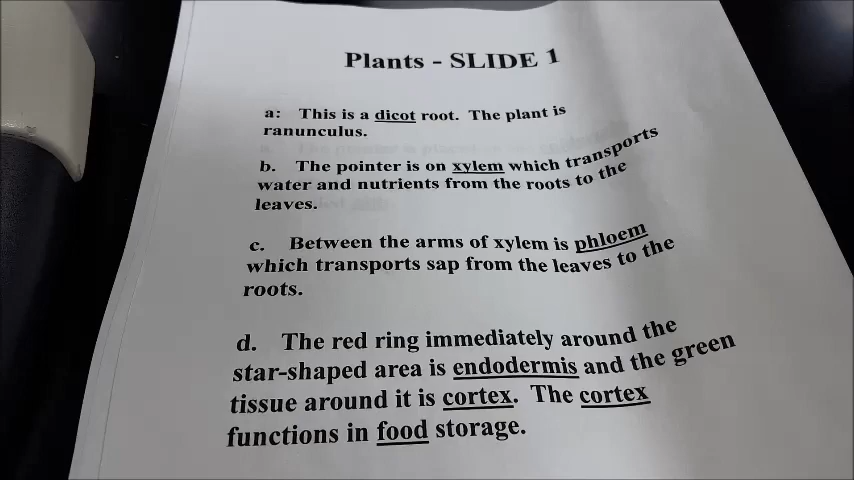 Plants - SLIDE 1
a: This is a dicot root. The plant is
ranunculus.
b. The pointer is on xylem which transports
water and nutrients from the roots to the
leaves.
c. Between the arms of xylem is phloem
which transports sap from the leaves to the
roots.
d. The red ring immediately around the
star-shaped area is endodermis and the green
tissue around it is cortex. The cortex
functions in food storage.